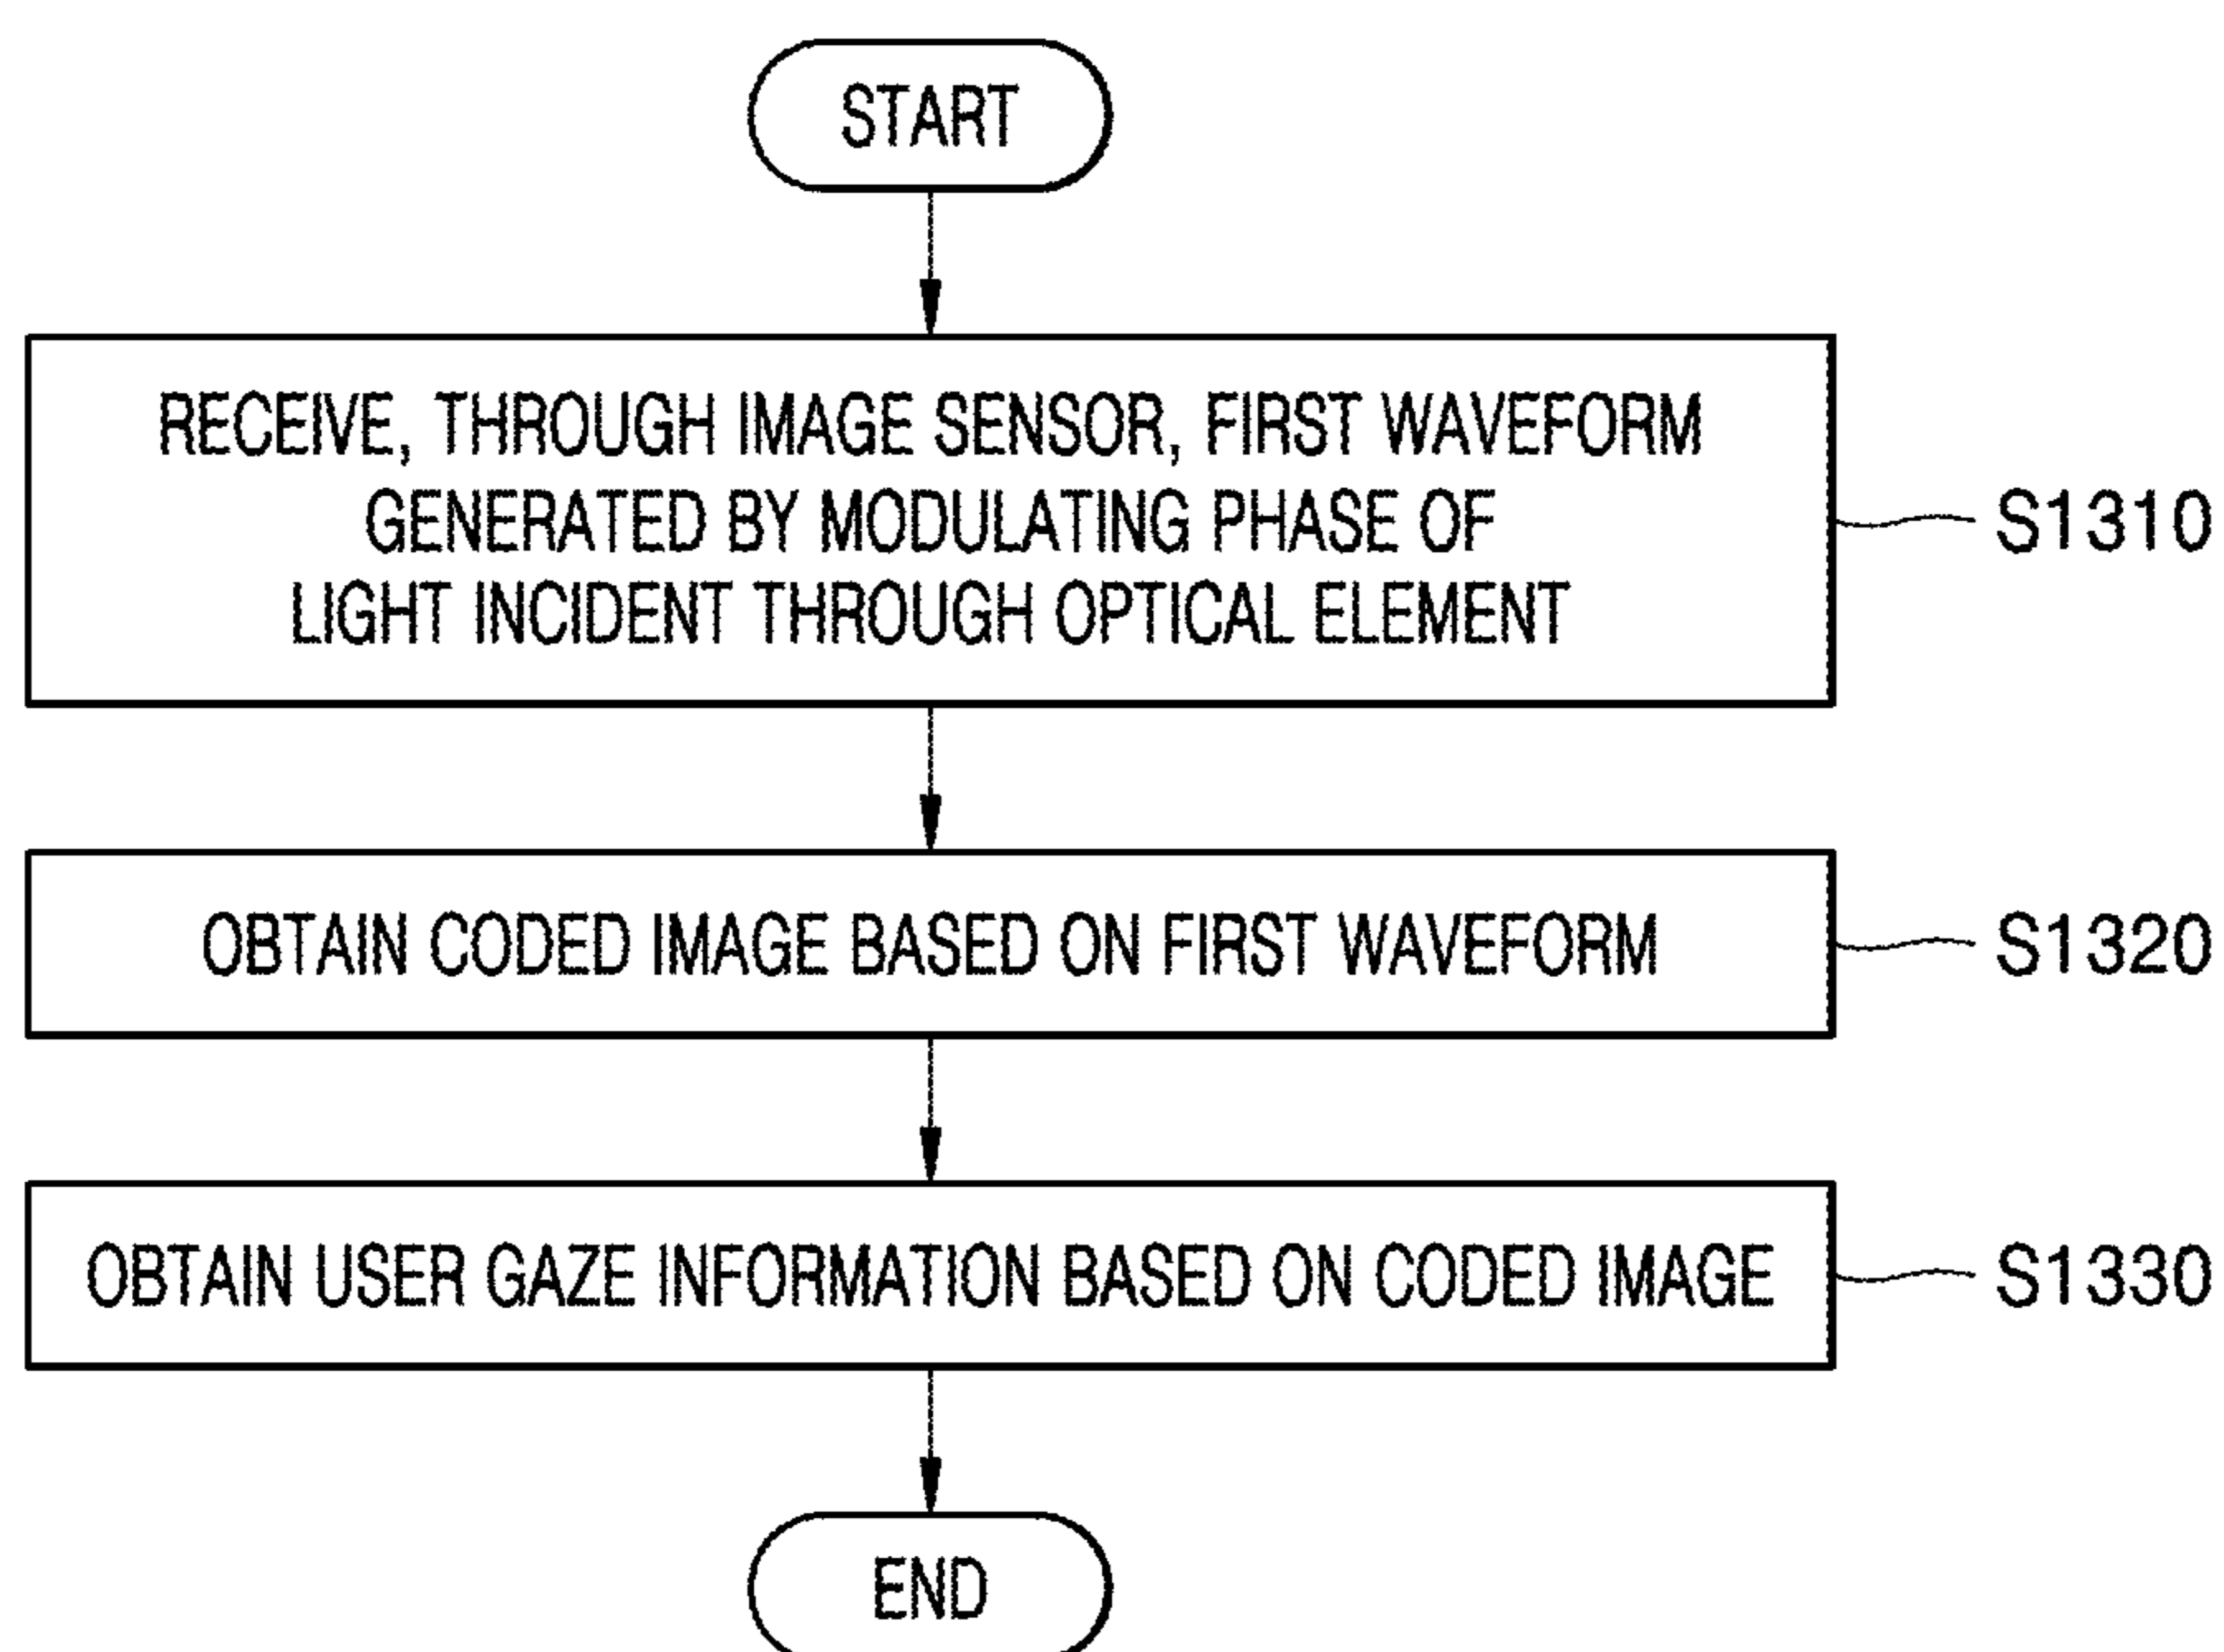 START
RECEIVE, THROUGH IMAGE SENSOR, FIRST WAVEFORM
GENERATED BY MODULATING PHASE OF
LIGHT INCIDENT THROUGH OPTICAL ELEMENT
S1310
OBTAIN CODED IMAGE BASED ON FIRST WAVEFORM
S1320
OBTAIN USER GAZE INFORMATION BASED ON CODED IMAGE
S1330
END